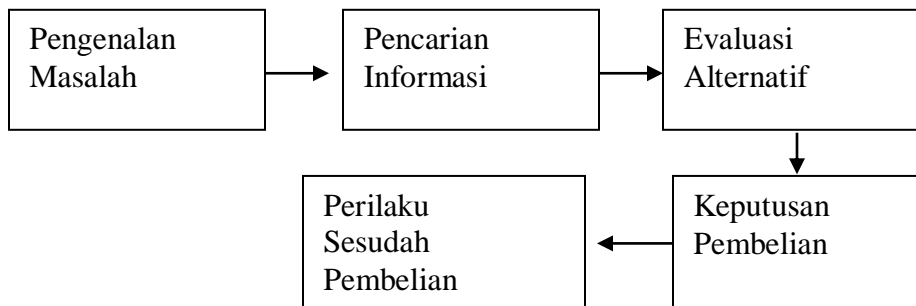 Pengenalan
Masalah
Pencarian
Informasi
Evaluasi
Alternatif
Keputusan
Pembelian
Perilaku
Sesudah
Pembelian